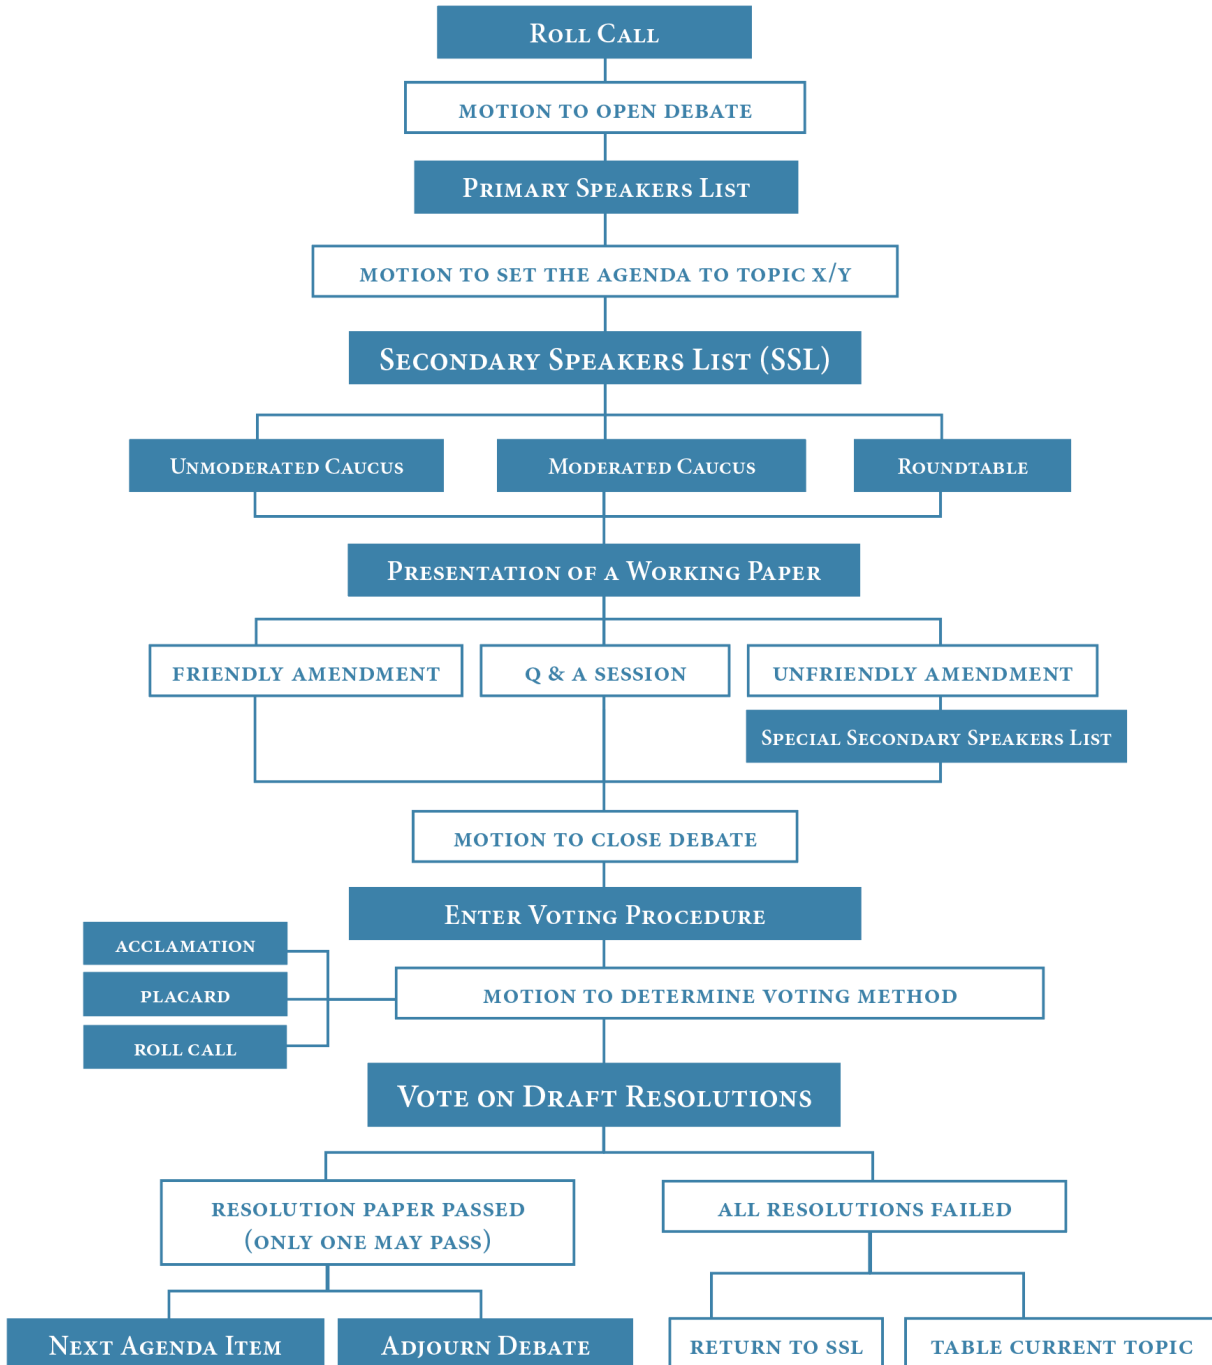 Roll Call
MOTION TO OPEN DEBATE
Primary Speakers List
MOTION TO SET THE AGENDA TO TOPIC X/Y
Secondary Speakers List (SSL)
Unmoderated Caucus
Moderated Caucus
Roundtable
Presentation of a Working Paper
FRIENDLY AMENDMENT
Q & A SESSION
UNFRIENDLY AMENDMENT
Special Secondary Speakers List
MOTION TO CLOSE DEBATE
Enter Voting Procedure
ACCLAMATION
PLACARD
ROLL CALL
MOTION TO DETERMINE VOTING METHOD
Vote on Draft Resolutions
RESOLUTION PAPER PASSED
(ONLY ONE MAY PASS)
ALL RESOLUTIONS FAILED
Next Agenda Item
Adjourn Debate
RETURN TO SSL
TABLE CURRENT TOPIC